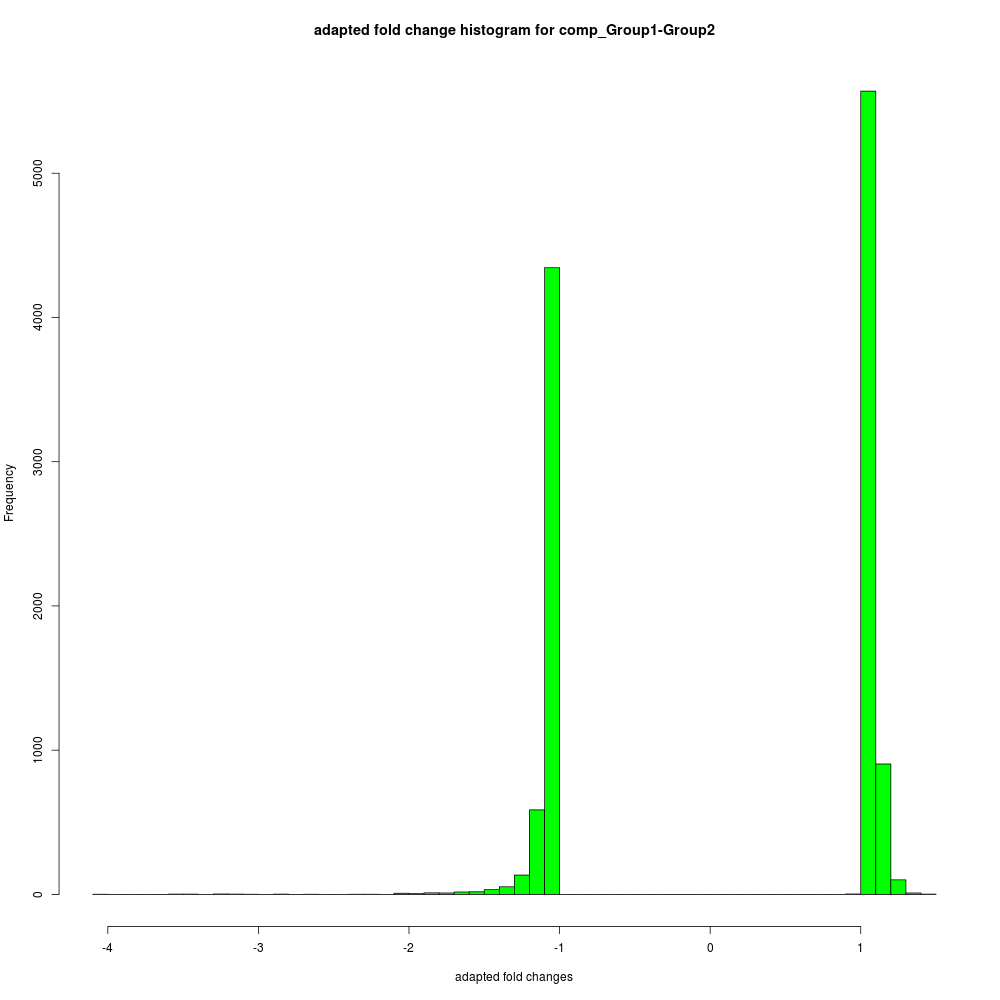 adapted fold change histogram for comp_Group1-Group2
Frequency
5000
4000
3000
2000
1000
0
-4 -3 -2 -1 0 1
adapted fold changes